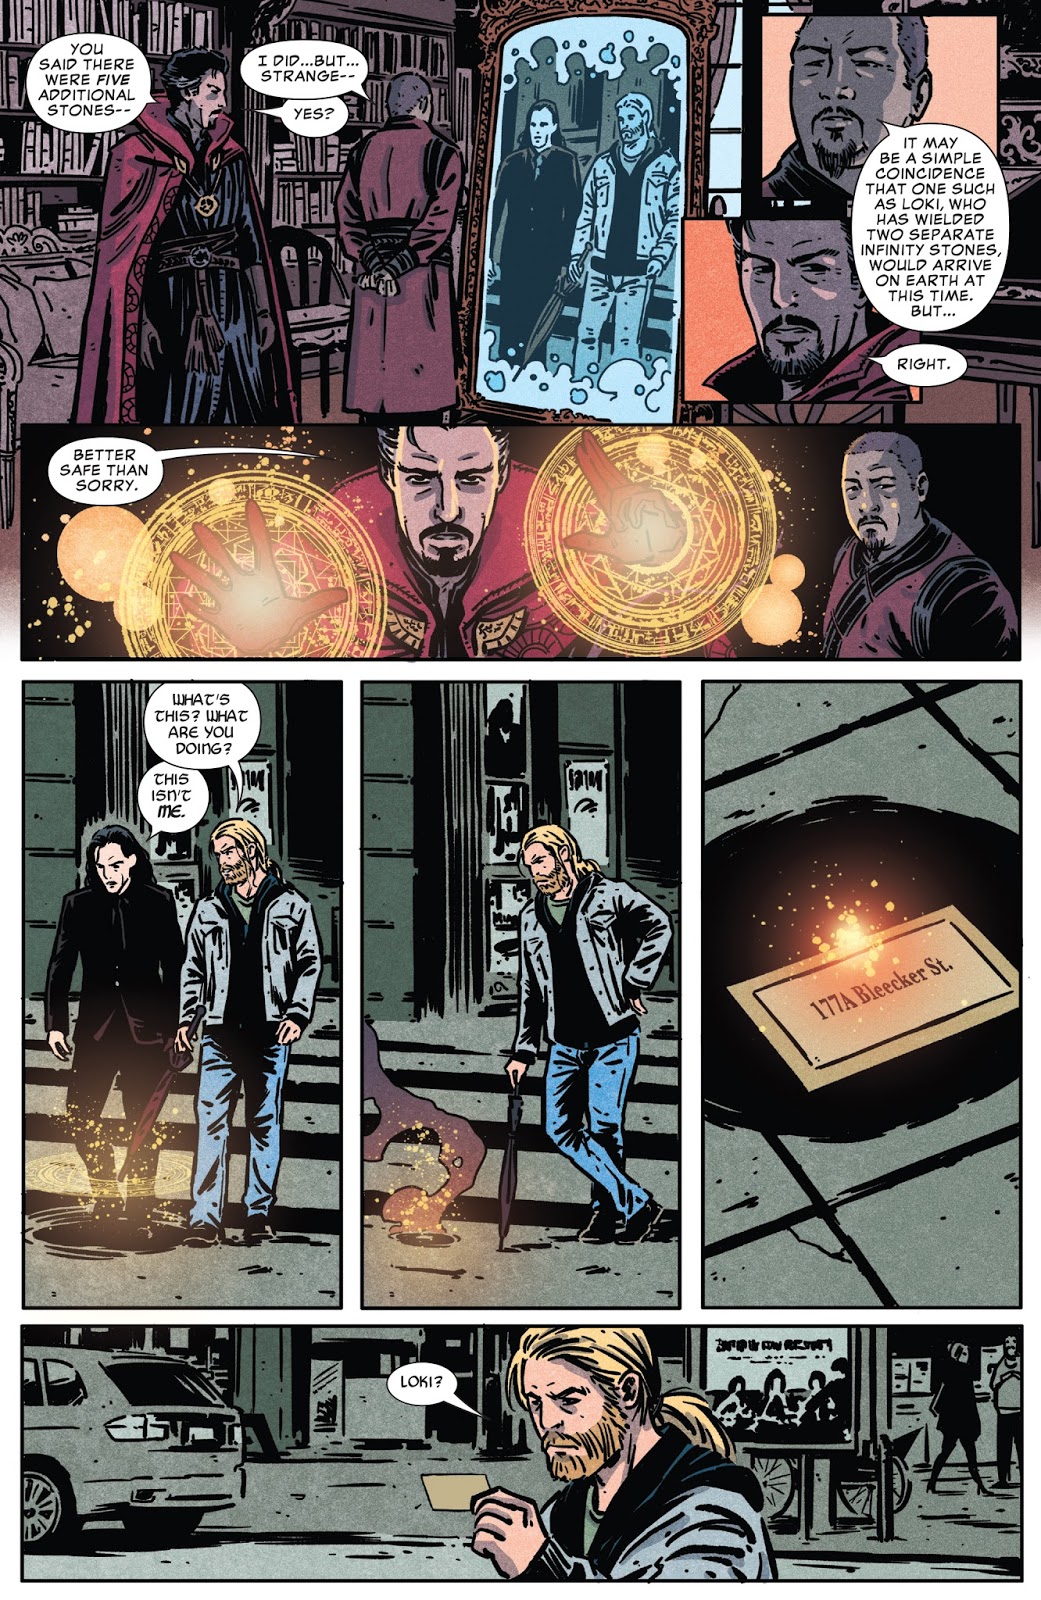 YOU
SAID THERE
WERE FIVE
ADDITIONAL
STONES--
I DID...BUT...
STRANGE--
YES?
IT MAY
BE A SIMPLE
COINCIDENCE
THAT ONE SUCH
AS LOKI, WHO
HAS WIELDED
TWO SEPARATE
INFINITY STONES,
WOULD ARRIVE
ON EARTH AT
THIS TIME.
BUT...
RIGHT.
BETTER
SAFE THAN
SORRY.
WHAT'S
THIS? WHAT
ARE YOU
DOING?
THIS
ISN'T
ME.
177A Bleecker St.
LOKI?